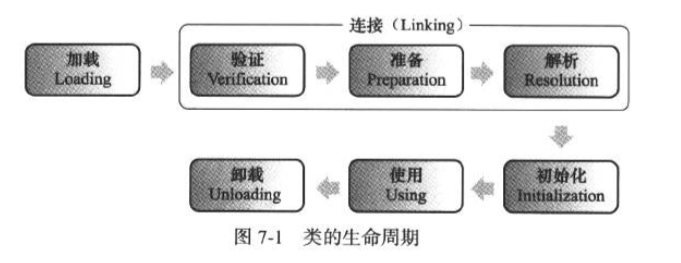 连接（Linking）
加载
Loading
验证
Verification
准备
Preparation
解析
Resolution
卸载
Unloading
使用
Using
初始化
Initialization
图 7-1 类的生命周期